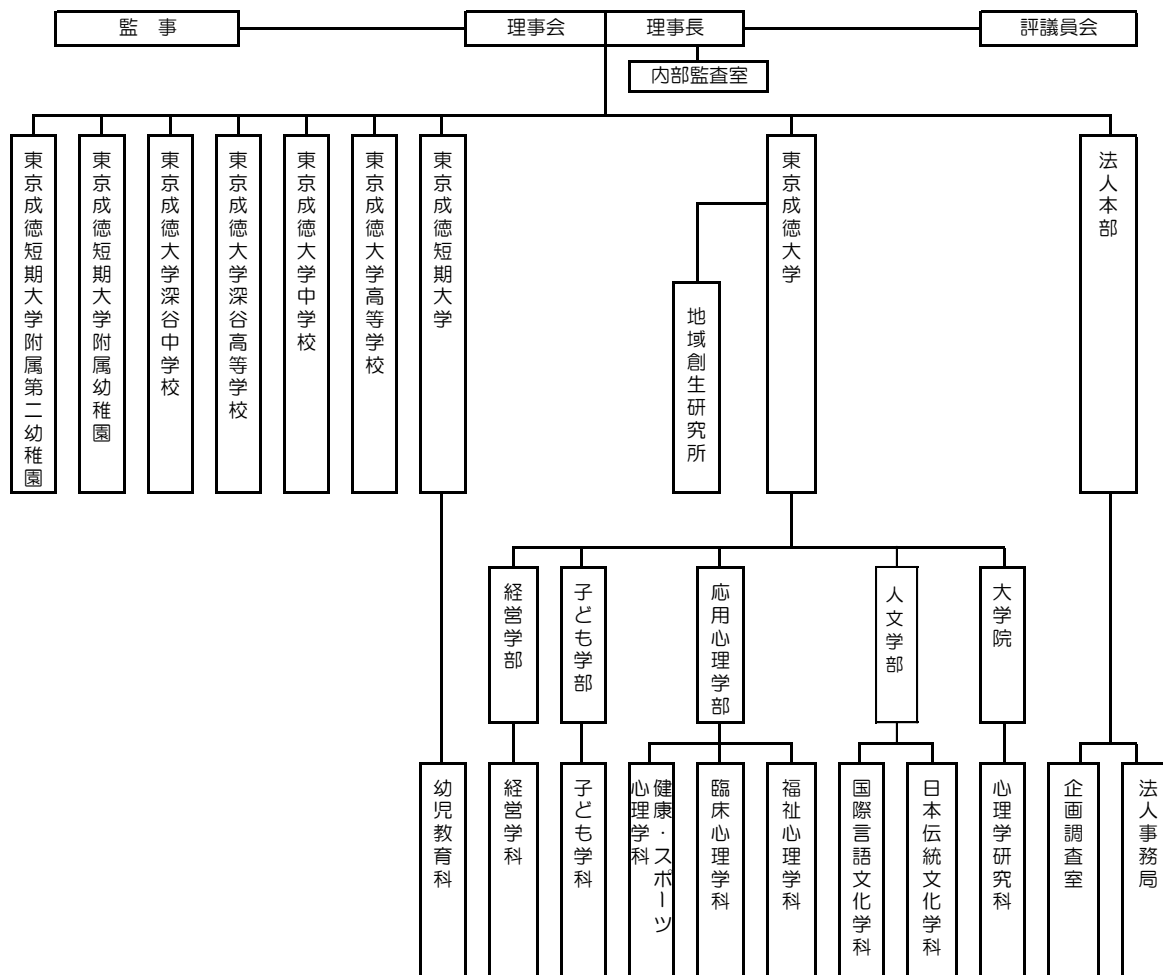 監　事
理事会
理事長
評議員会
内部監査室
東京成徳短期大学附属第二幼稚園
東京成徳短期大学附属幼稚園
東京成徳大学深谷中学校
東京成徳大学深谷高等学校
東京成徳大学中学校
東京成徳大学高等学校
東京成徳短期大学
東京成徳大学
法人本部
地域創生研究所
経営学部
子ども学部
応用心理学部
人文学部
大学院
幼児教育科
経営学科
子ども学科
健康・スポーツ
心理学科
臨床心理学科
福祉心理学科
国際言語文化学科
日本伝統文化学科
心理学研究科
企画調査室
法人事務局